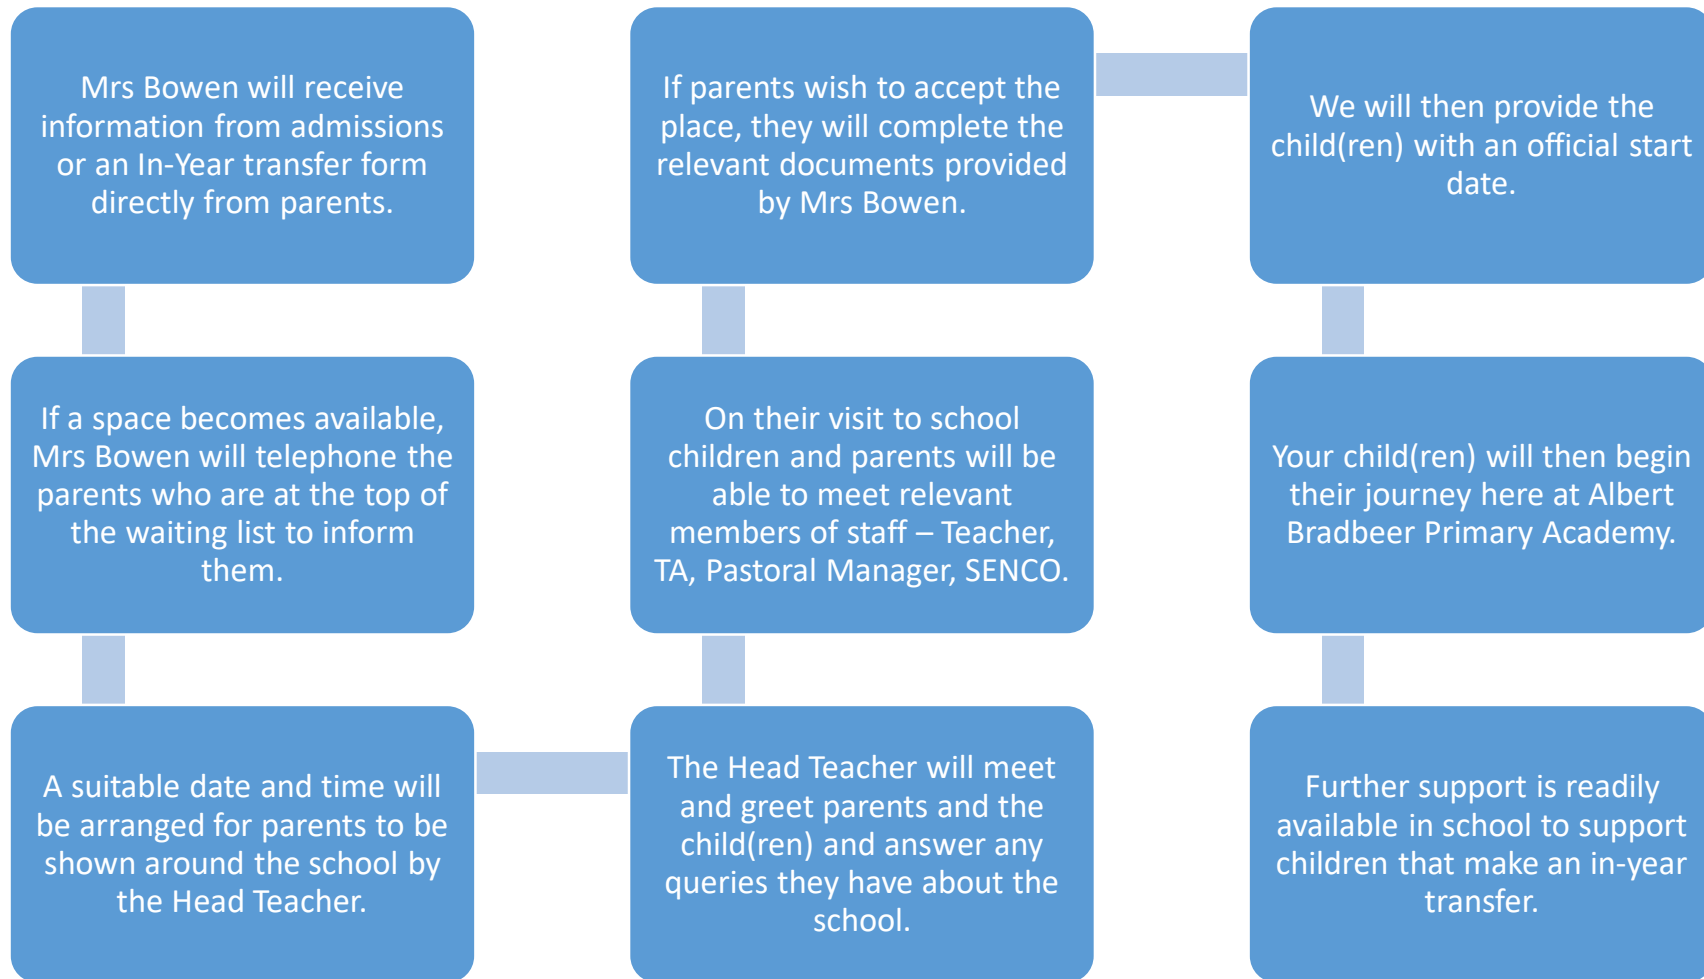 Mrs Bowen will receive
information from admissions
or an In-Year transfer form
directly from parents.
If a space becomes available,
Mrs Bowen will telephone the
parents who are at the top of
the waiting list to inform
them.
A suitable date and time will
be arranged for parents to be
shown around the school by
the Head Teacher.
The Head Teacher will meet
and greet parents and the
child(ren) and answer any
queries they have about the
school.
On their visit to school
children and parents will be
able to meet relevant
members of staff – Teacher,
TA, Pastoral Manager, SENCO.
If parents wish to accept the
place, they will complete the
relevant documents provided
by Mrs Bowen.
We will then provide the
child(ren) with an official start
date.
Your child(ren) will then begin
their journey here at Albert
Bradbeer Primary Academy.
Further support is readily
available in school to support
children that make an in-year
transfer.